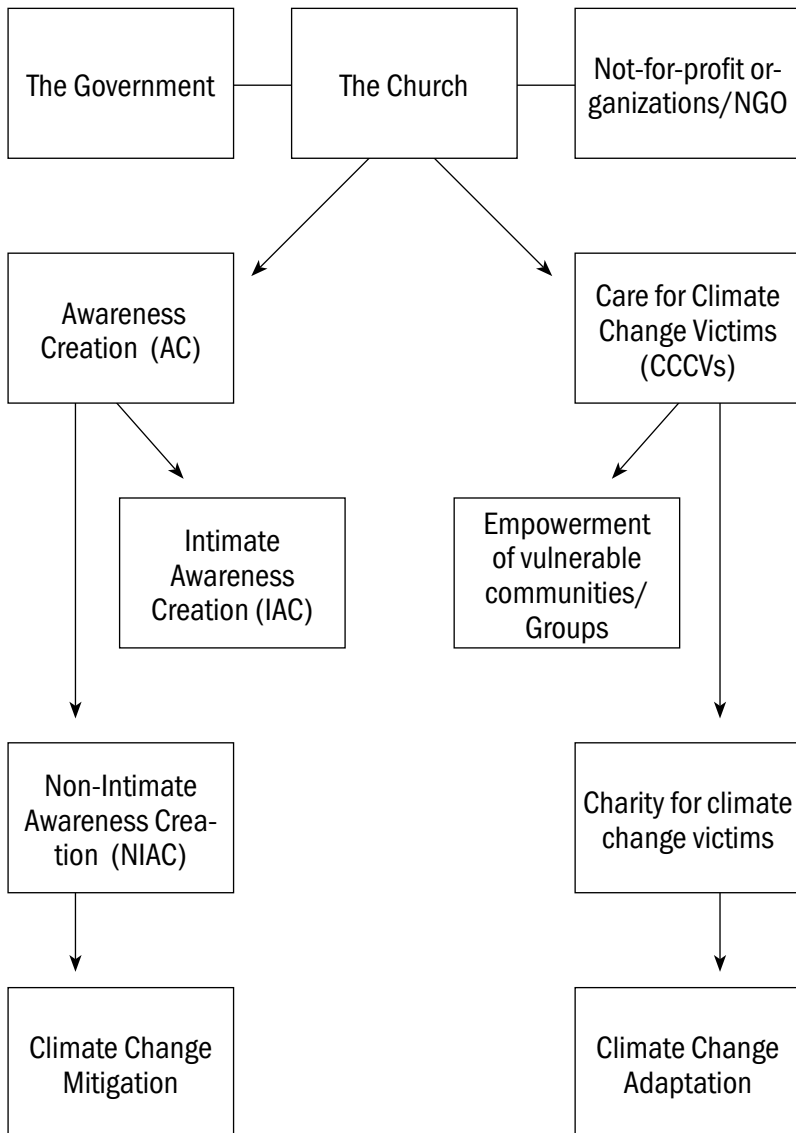 The Government
The Church
Not-for-profit or-
ganizations/NGO
Awareness
Creation (AC)
Care for Climate
Change Victims
(CCCVs)
Intimate
Awareness
Creation (IAC)
Empowerment
of vulnerable
communities/
Groups
Non-Intimate
Awareness Crea-
tion (NIAC)
Charity for climate
change victims
Climate Change
Mitigation
Climate Change
Adaptation